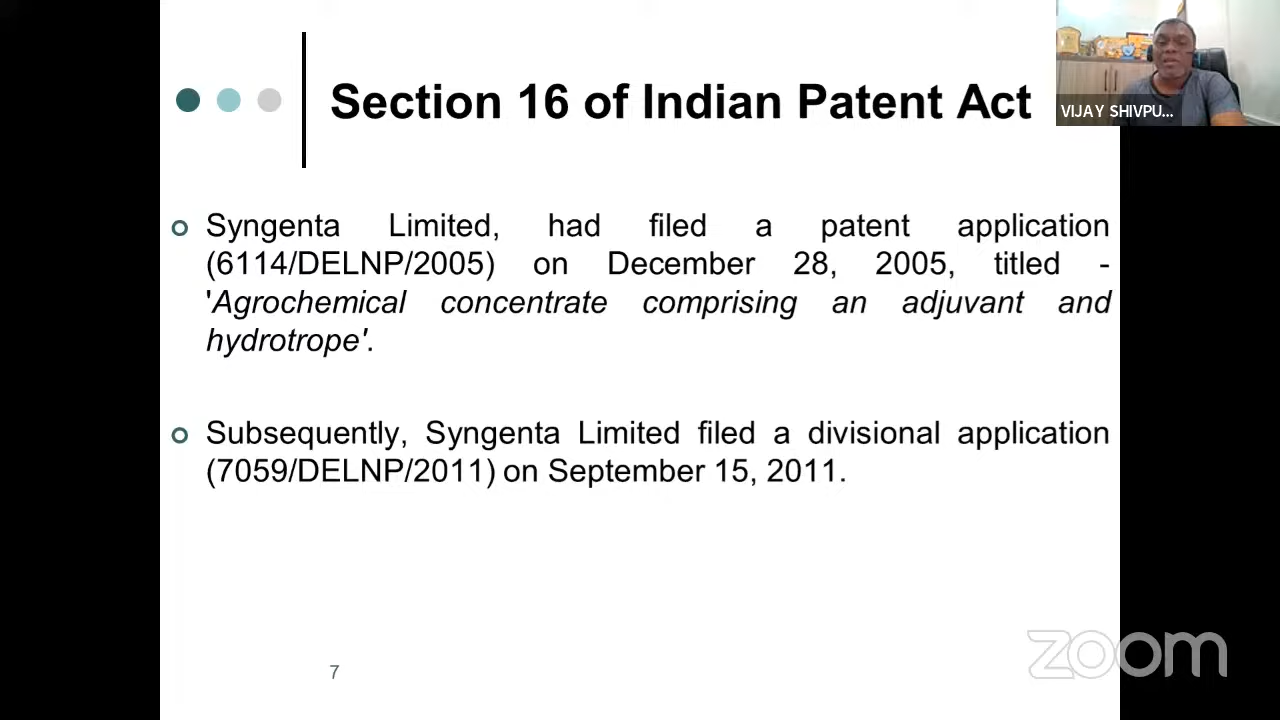 Section 16 of Indian Patent Act
VIJAY SHIVPU...
Syngenta Limited, had filed a patent application
(6114/DELNP/2005) on December 28, 2005, titled -
'Agrochemical concentrate comprising an adjuvant and
hydrotrope'.
Subsequently, Syngenta Limited filed a divisional application
(7059/DELNP/2011) on September 15, 2011.
zoom
7